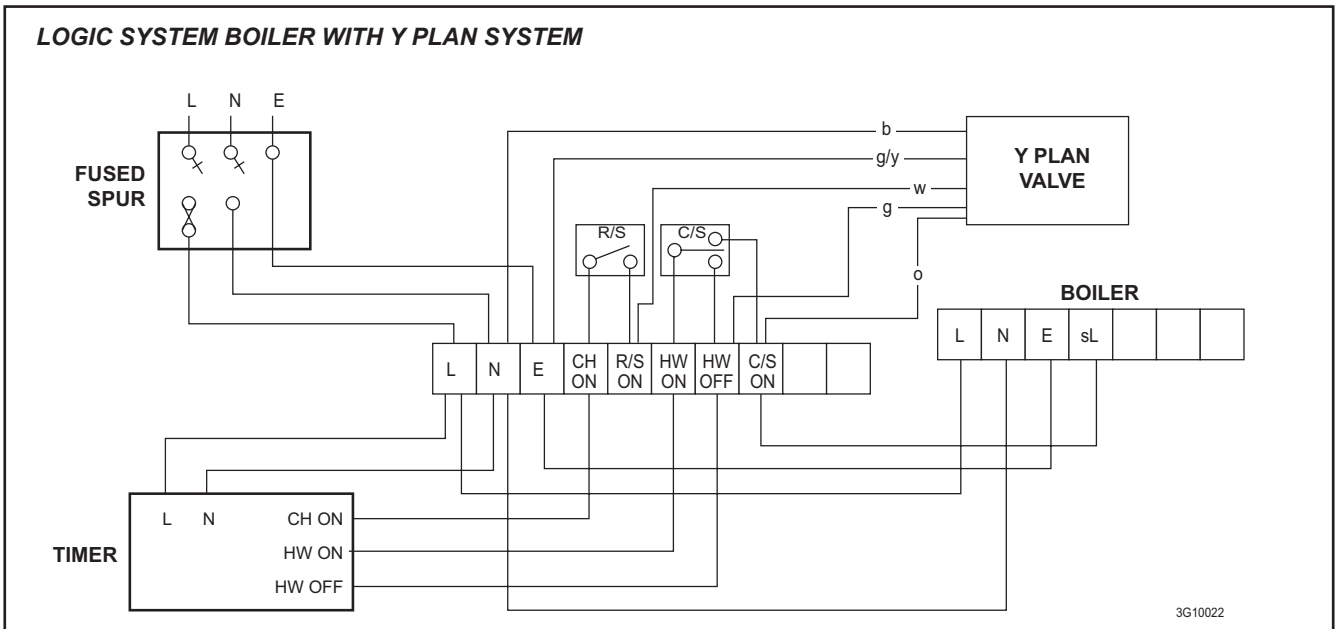 LOGIC SYSTEM BOILER WITH Y PLAN SYSTEM
L N E
FUSED
SPUR
b
g/y
w
g
o
Y PLAN
VALVE
R/S
C/S
BOILER
L N E sL
L N E CH ON R/S ON HW ON HW OFF C/S ON
TIMER
L N CH ON
HW ON
HW OFF
3G10022